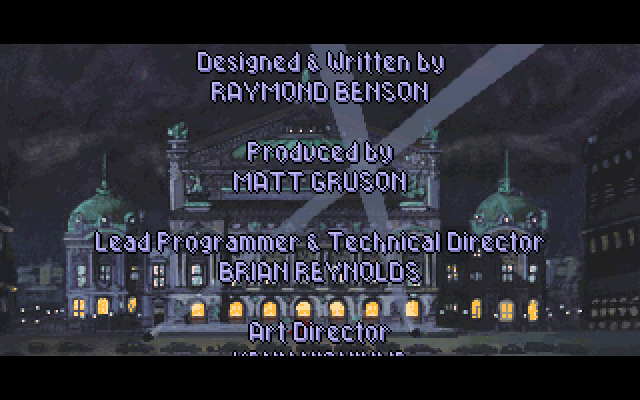 Designed & Written by
RAYMOND BENSON
Produced by
MATT GRUSON
Lead Programmer & Technical Director
BRIAN REYNOLDS
Art Director